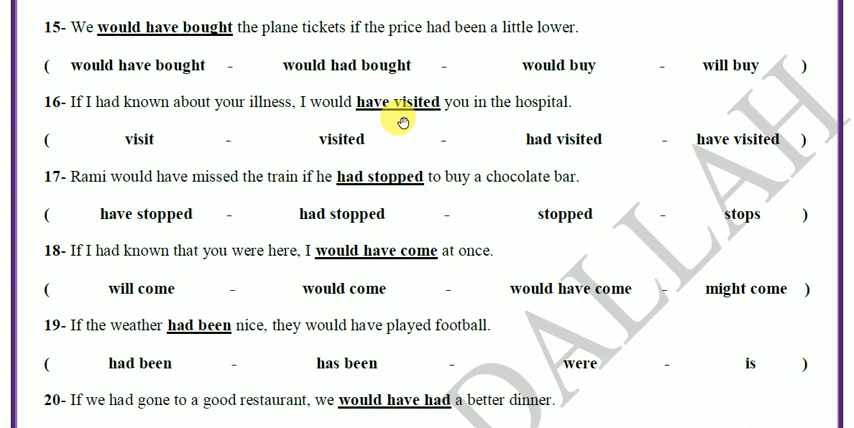 15- We would have bought the plane tickets if the price had been a little lower.
( would have bought - would had bought - would buy - will buy )
16- If I had known about your illness, I would have visited you in the hospital.
( visit - visited - had visited - have visited )
17- Rami would have missed the train if he had stopped to buy a chocolate bar.
( have stopped - had stopped - stopped - stops )
18- If I had known that you were here, I would have come at once.
( will come - would come - would have come - might come )
19- If the weather had been nice, they would have played football.
( had been - has been - were - is )
20- If we had gone to a good restaurant, we would have had a better dinner.
DALLAH